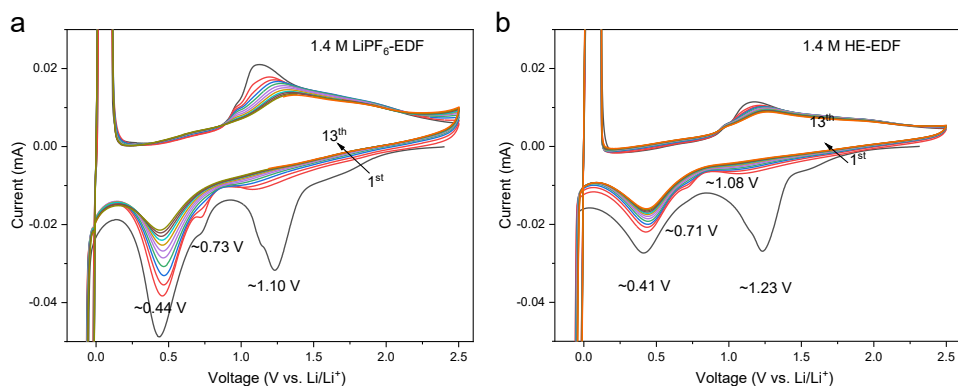 a
1.4 M LiPF6-EDF
0.02
0.00
-0.02
-0.04
Current (mA)
13th
1st
~0.73 V
~0.44 V
~1.10 V
0.0 0.5 1.0 1.5 2.0 2.5
Voltage (V vs. Li/Li+)
b
1.4 M HE-EDF
0.02
0.00
-0.02
-0.04
Current (mA)
13th
1st
~1.08 V
~0.71 V
~0.41 V
~1.23 V
0.0 0.5 1.0 1.5 2.0 2.5
Voltage (V vs. Li/Li+)